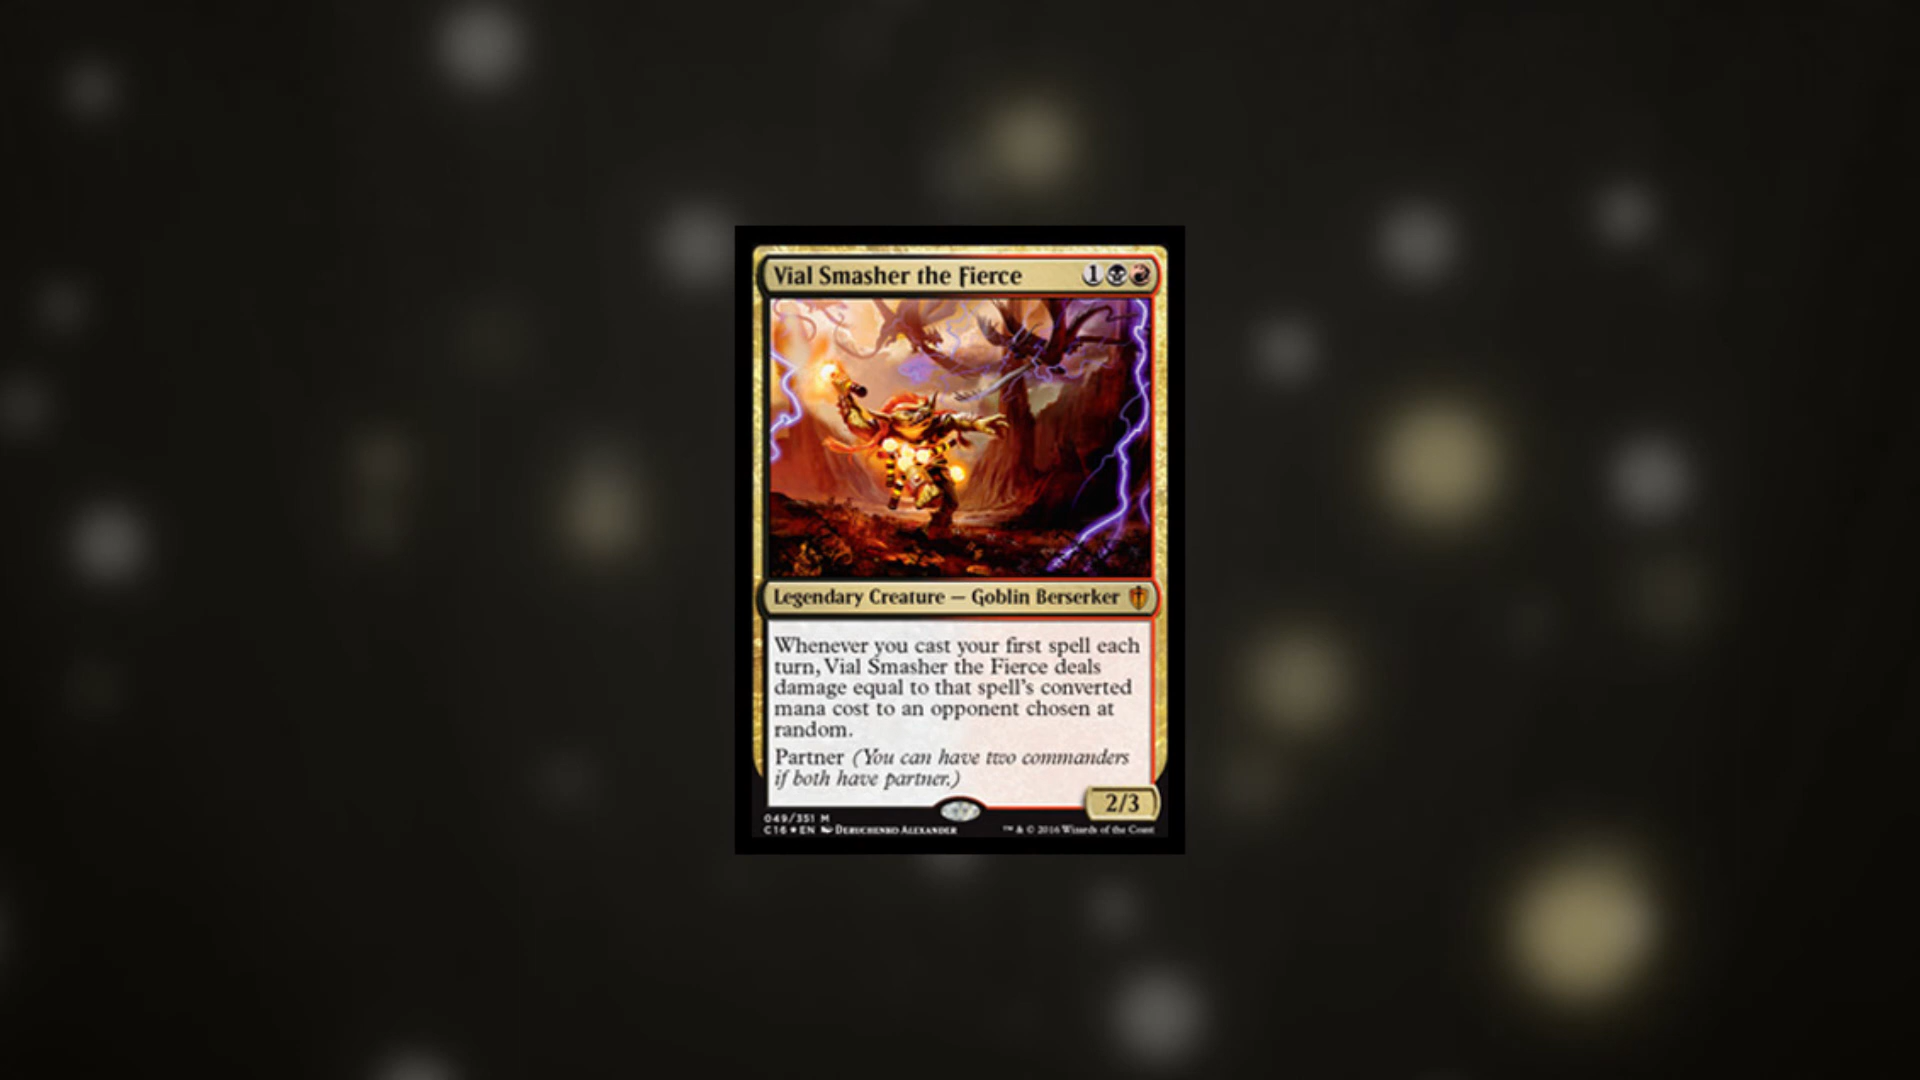 Vial Smasher the Fierce 1
Legendary Creature — Goblin Berserker
Whenever you cast your first spell each
turn, Vial Smasher the Fierce deals
damage equal to that spell's converted
mana cost to an opponent chosen at
random.
Partner (You can have two commanders
if both have partner.)
2/3
049/351 M
C16 ★ EN Deruchenko Alexander
™ & © 2016 Wizards of the Coast